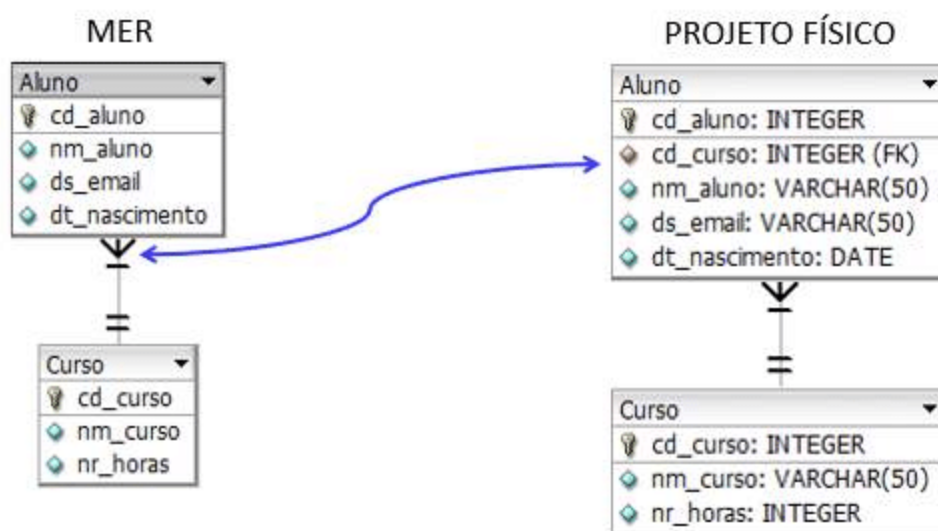 MER
Aluno
cd_aluno
nm_aluno
ds_email
dt_nascimento
Curso
cd_curso
nm_curso
nr_horas
PROJETO FÍSICO
Aluno
cd_aluno: INTEGER
cd_curso: INTEGER (FK)
nm_aluno: VARCHAR(50)
ds_email: VARCHAR(50)
dt_nascimento: DATE
Curso
cd_curso: INTEGER
nm_curso: VARCHAR(50)
nr_horas: INTEGER